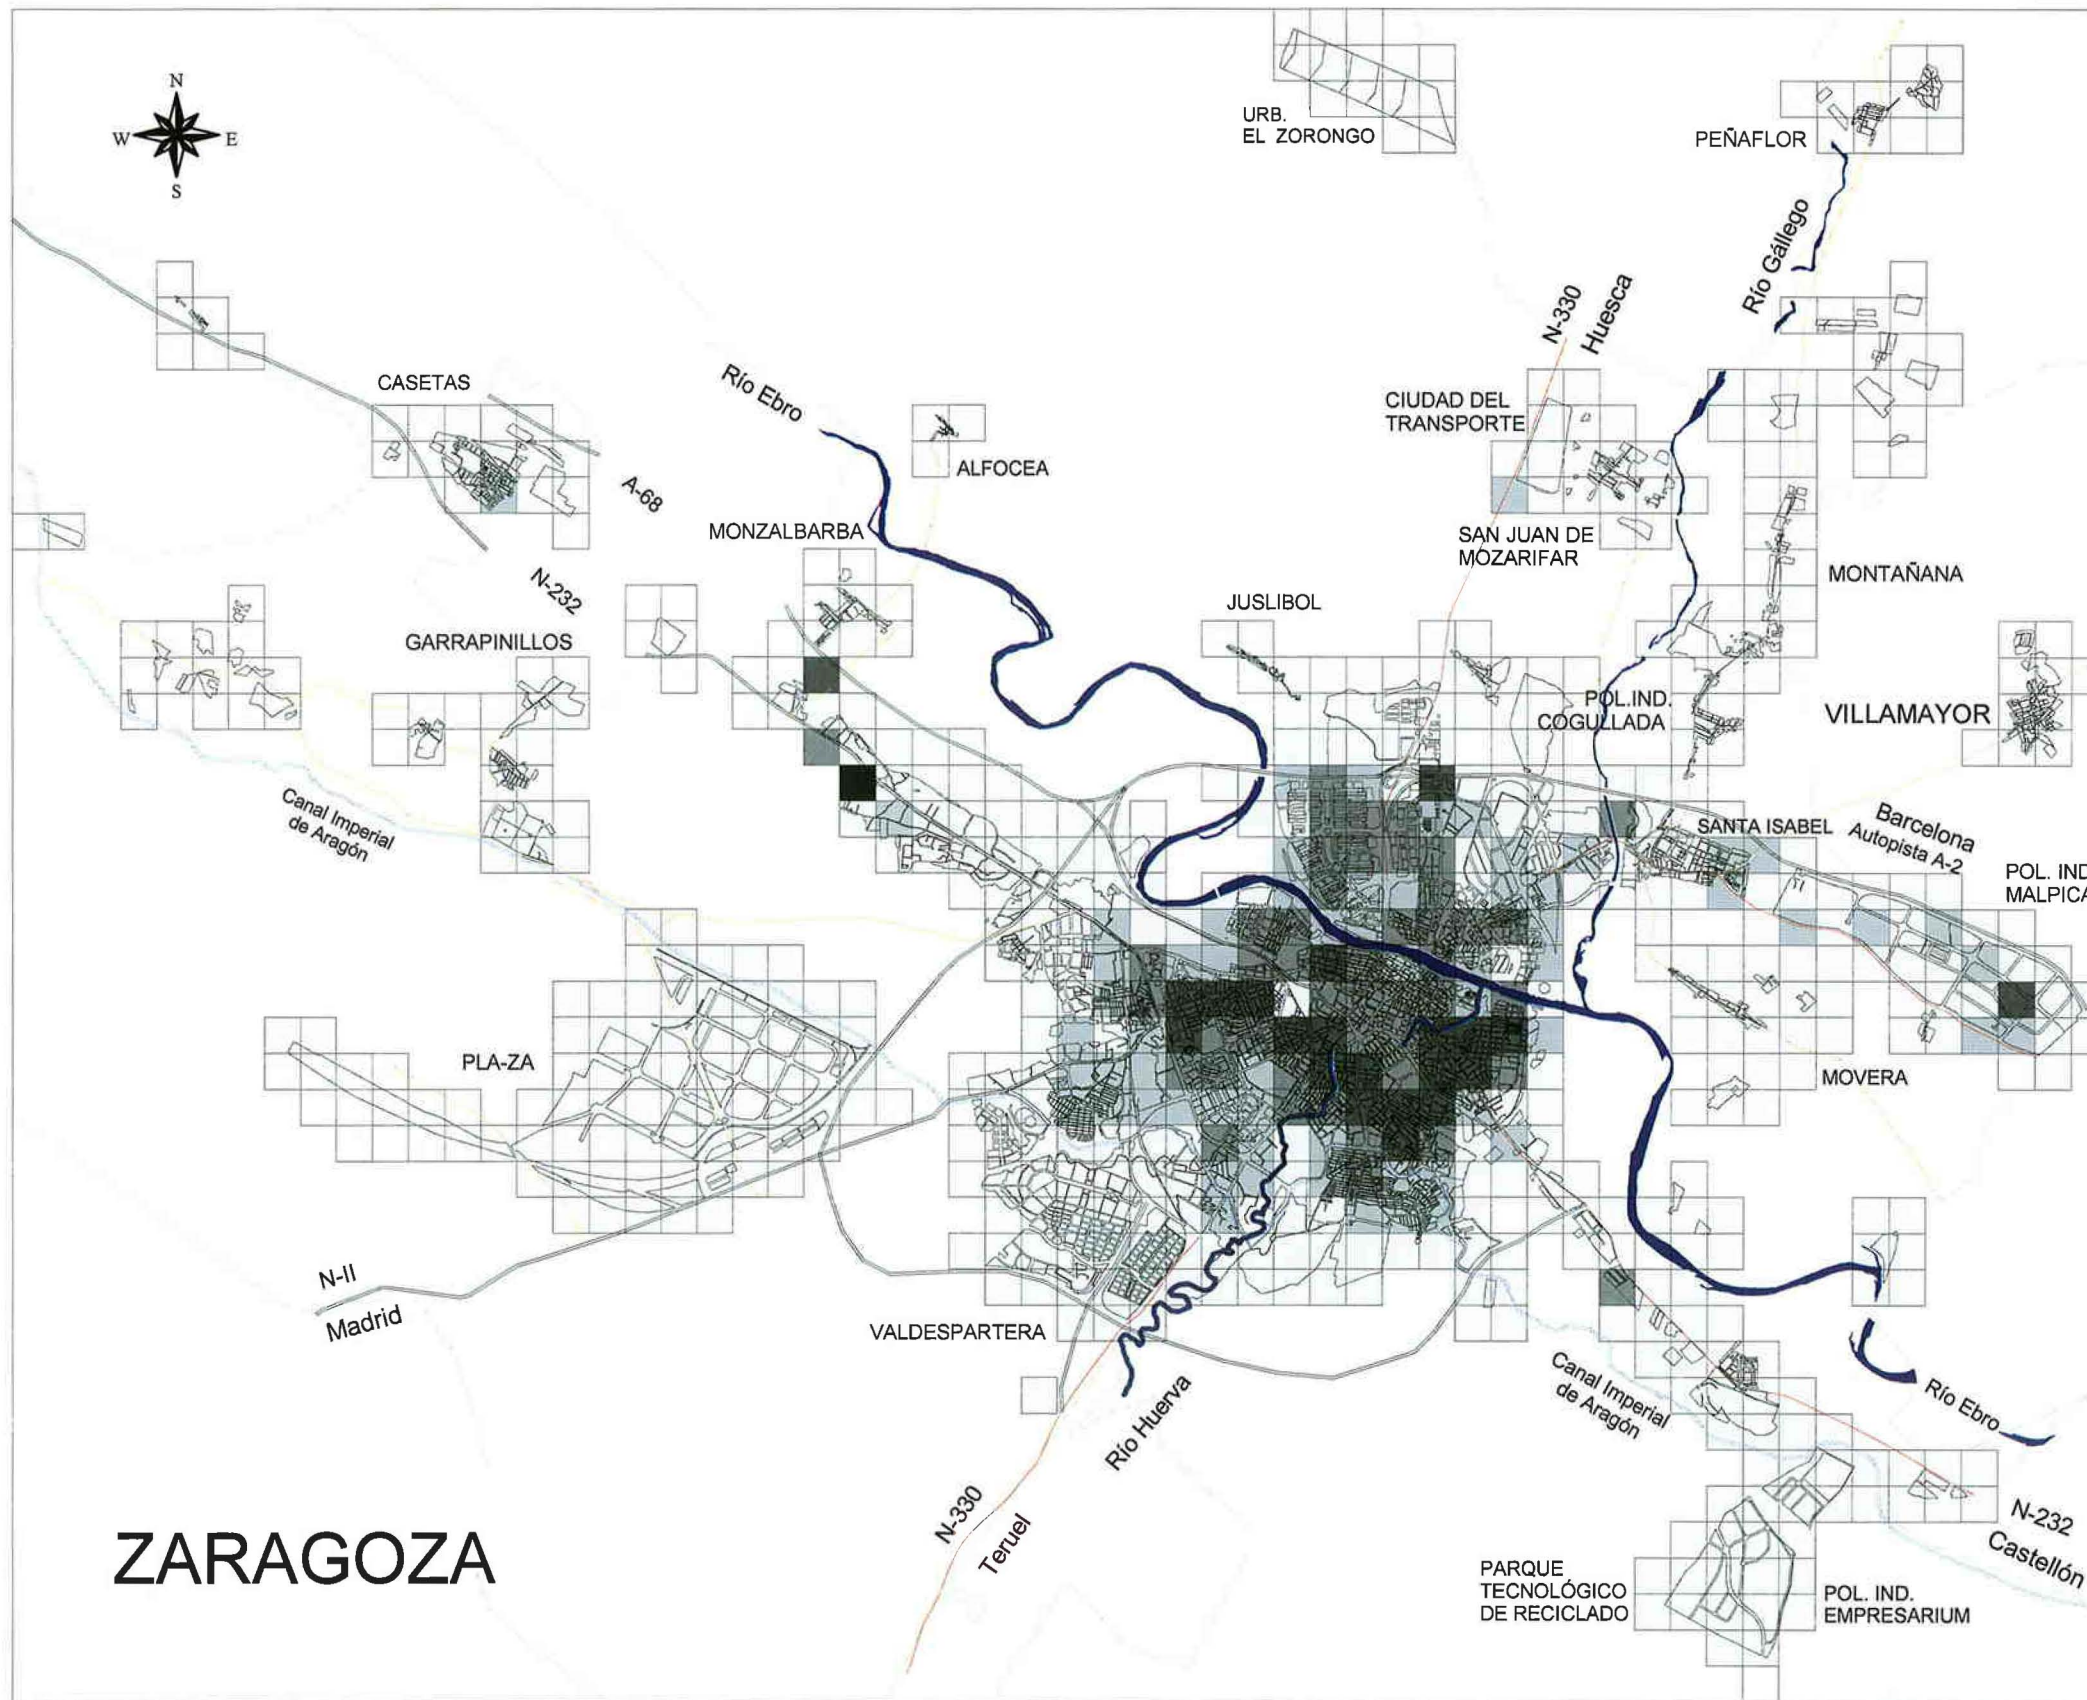 N
W E
S
URB.
EL ZORONGO
PEÑAFLOR
Río Gállego
N-330
Huesca
CASETAS
Río Ebro
CIUDAD DEL
TRANSPORTE
ALFOCEA
A-68
MONZALBARBA
SAN JUAN DE
MOZARIFAR
MONTAÑANA
N-232
JUSLIBOL
GARRAPINILLOS
POL.IND.
COGULLADA
VILLAMAYOR
Canal Imperial
de Aragón
SANTA ISABEL
Barcelona
Autopista A-2
POL. IND
MALPICA
PLA-ZA
MOVERA
N-II
Madrid
VALDESPARTERA
Río Huerva
Canal Imperial
de Aragón
Río Ebro
N-330
Teruel
N-232
Castellón
ZARAGOZA
PARQUE
TECNOLÓGICO
DE RECICLADO
POL. IND.
EMPRESARIUM